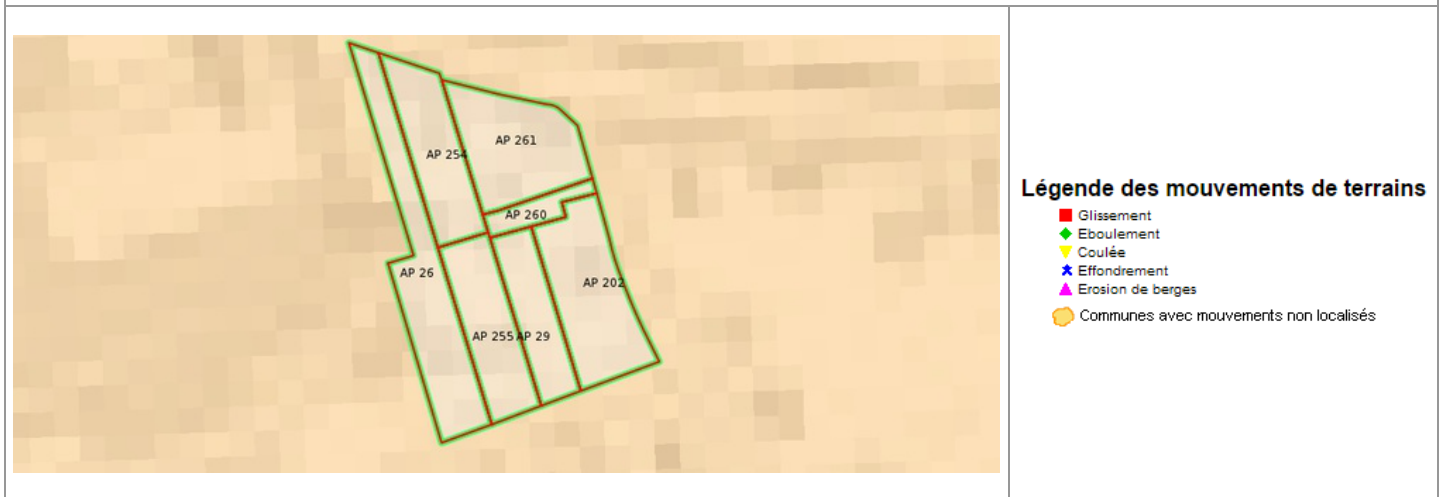 AP 261
AP 254
AP 260
AP 26
AP 202
AP 255
AP 29
Légende des mouvements de terrains
Glissement
Eboulement
Coulée
Effondrement
Erosion de berges
Communes avec mouvements non localisés